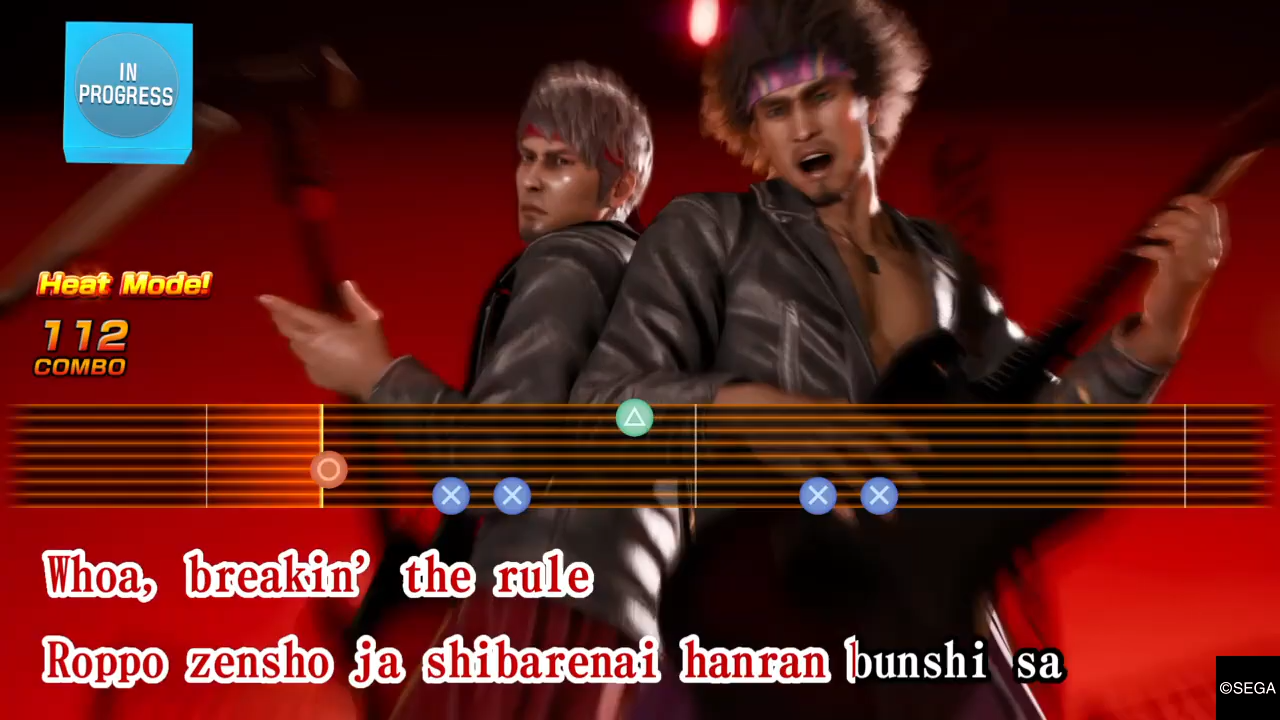 IN
PROGRESS
Heat Mode!
112
COMBO
Whoa, breakin' the rule
Roppo zensho ja shibarenai hanran bunshi sa
©SEGA